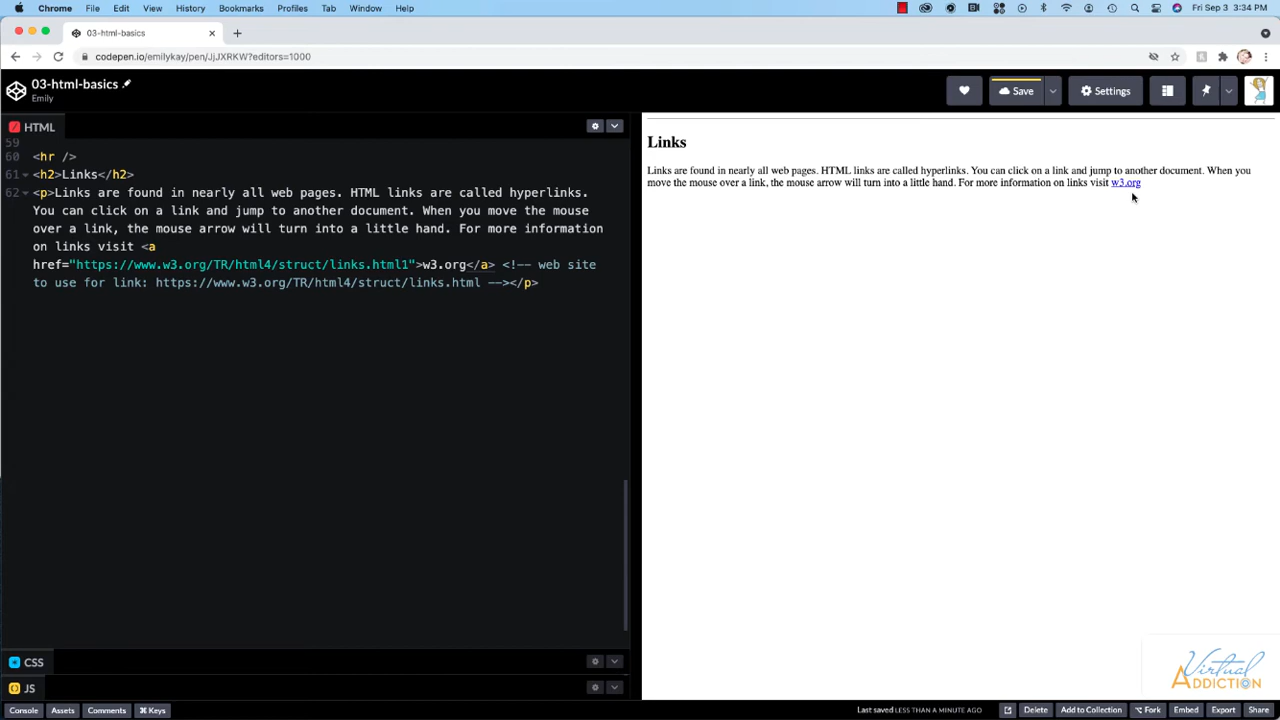 Chrome File Edit View History Bookmarks Profiles Tab Window Help Fri Sep 3 3:34 PM
03-html-basics
codepen.io/emilykay/pen/JjJXRKW?editors=1000
03-html-basics
Emily
Save
Settings
HTML
59
60 <hr />
61 <h2>Links</h2>
62 <p>Links are found in nearly all web pages. HTML links are called hyperlinks.
You can click on a link and jump to another document. When you move the mouse
over a link, the mouse arrow will turn into a little hand. For more information
on links visit <a
href="https://www.w3.org/TR/html4/struct/links.html1">w3.org</a> <!-- web site
to use for link: https://www.w3.org/TR/html4/struct/links.html --></p>
Links
Links are found in nearly all web pages. HTML links are called hyperlinks. You can click on a link and jump to another document. When you
move the mouse over a link, the mouse arrow will turn into a little hand. For more information on links visit w3.org
CSS
JS
Virtual
ADDICTION
Console Assets Comments ⌘ Keys Last saved LESS THAN A MINUTE AGO Delete Add to Collection Fork Embed Export Share